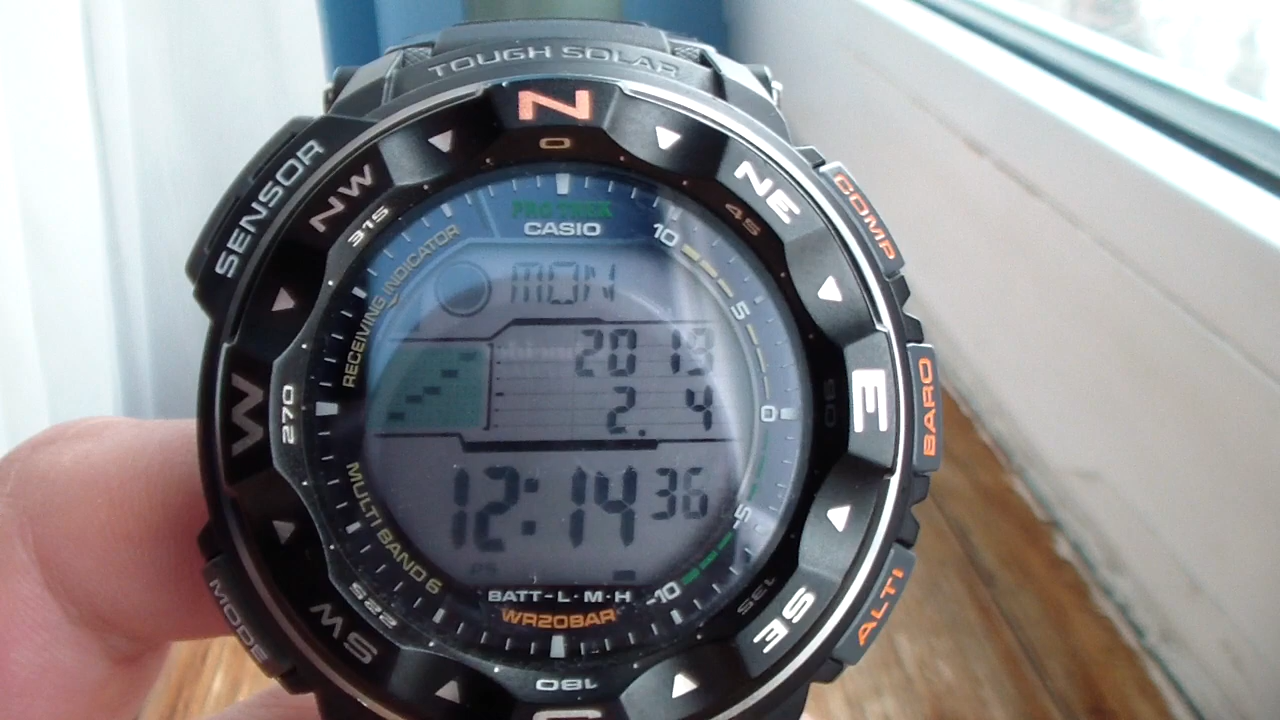 TOUGH SOLAR
N
0
SENSOR
NW
315
NE
45
COMP
PRO TREK
CASIO
RECEIVING INDICATOR
10
5
0
-5
-10
MON
2013
2. 4
12:14 36
W
270
E
90
BARO
MULTI BAND 6
BATT-L·M·H
WR20BAR
MODE
SW
225
SE
135
ALTI
180